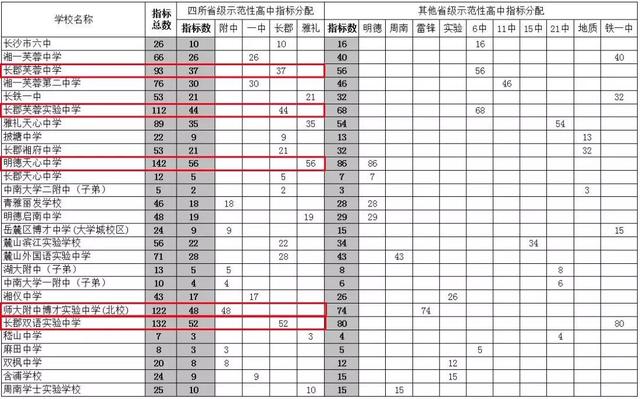 学校名称 指标总数 四所省级示范性高中指标分配 其他省级示范性高中指标分配
指标数 附中 一中 长郡 雅礼 指标数 明德 周南 雷锋 实验 6中 11中 15中 21中 地质 铁一中
长沙市六中 26 10 10 16 16
湘一芙蓉中学 66 26 26 40 40
长郡芙蓉中学 93 37 37 56 56
湘一芙蓉第二中学 76 30 30 46 46
长铁一中 53 21 21 32 32
长郡芙蓉实验中学 112 44 44 68 68
雅礼天心中学 89 35 35 54 54
披塘中学 22 9 9 13 13
长郡湘府中学 53 21 21 32 32
明德天心中学 142 56 56 86 86
长郡天心中学 12 5 5 7 7
中南大学二附中（子弟） 5 2 2 3 3
青雅丽发学校 46 18 18 28 28
明德启南中学 48 19 19 29 29
岳麓区博才中学(大学城校区) 24 9 9 15 15
麓山滨江实验学校 56 22 22 34 34
麓山外国语实验中学 71 28 28 43 43
湖大附中（子弟） 13 5 5 8 8
中南大学一附中（子弟） 10 4 4 6 6
湘仪中学 43 17 17 26 26
师大附中博才实验中学(北校) 122 48 48 74 74
长郡双语实验中学 132 52 52 80 80
嵇山中学 7 3 3 4 4
麻田中学 8 3 3 5 5
双枫中学 20 8 8 12 12
含浦学校 24 9 9 15 15
周南学士实验学校 25 10 10 15 15